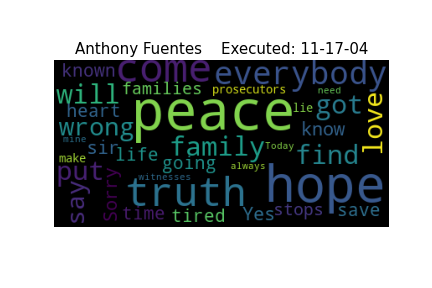 Anthony Fuentes    Executed: 11-17-04
known come everybody
will families prosecutors need
heart peace lie got love
wrong know
sir family Today find
mine life going always
make put witnesses hope
say Sorry truth
time tired Yes stops save